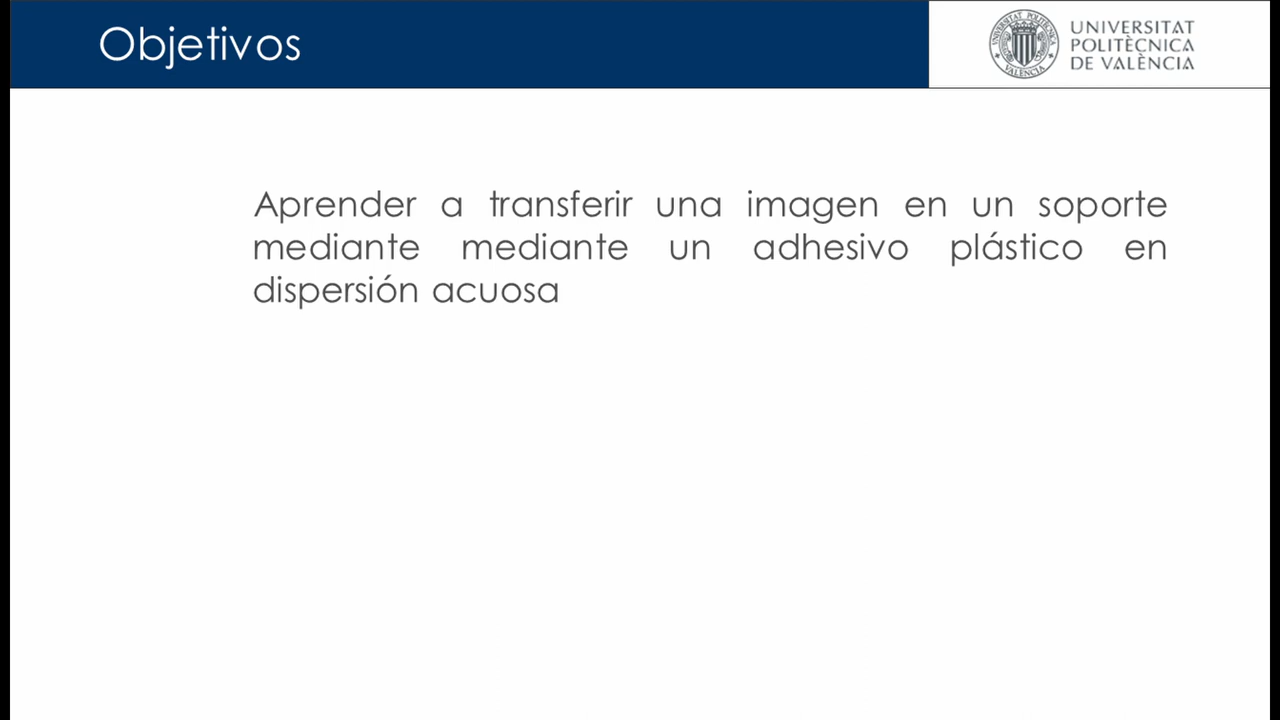 Objetivos
UNIVERSITAT
POLITÈCNICA
DE VALÈNCIA
Aprender a transferir una imagen en un soporte
mediante mediante un adhesivo plástico en
dispersión acuosa